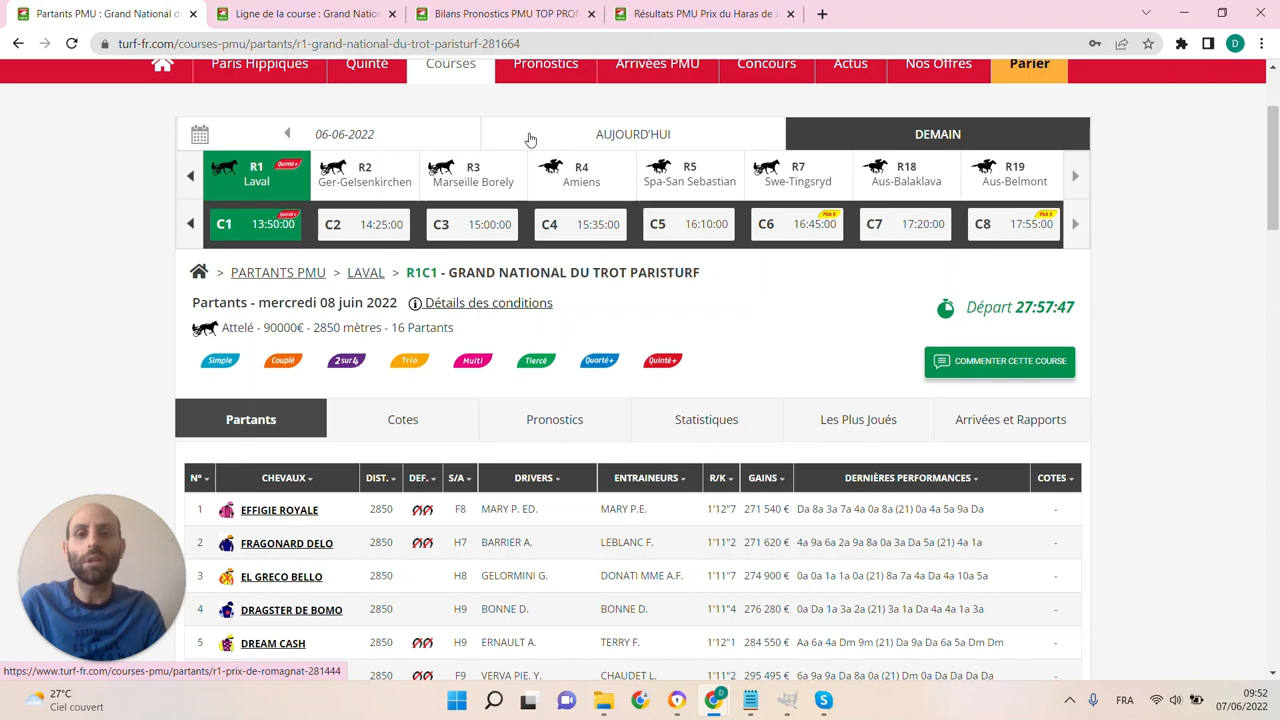 Partants PMU : Grand National d
Ligne de la course : Grand Nation
Bilans Pronostics PMU TOP PRON
Résultats PMU Prix du Haras de J
turf-fr.com/courses-pmu/partants/r1-grand-national-du-trot-paristurf-281664
D
Paris Hippiques
Quinté
Courses
Pronostics
Arrivées PMU
Concours
Actus
Nos Offres
Parier
06-06-2022
AUJOURD'HUI
DEMAIN
R1 Quinté+
Laval
R2
Ger-Gelsenkirchen
R3
Marseille Borely
R4
Amiens
R5
Spa-San Sebastian
R7
Swe-Tingsryd
R18
Aus-Balaklava
R19
Aus-Belmont
C1 13:50:00 Quinté+
C2 14:25:00
C3 15:00:00
C4 15:35:00
C5 16:10:00
C6 16:45:00 Pick 5
C7 17:20:00
C8 17:55:00 Pick 5
> PARTANTS PMU > LAVAL > R1C1 - GRAND NATIONAL DU TROT PARISTURF
Partants - mercredi 08 juin 2022 Détails des conditions
Départ 27:57:47
Attelé - 90000€ - 2850 mètres - 16 Partants
Simple Couplé 2sur4 Trio Multi Tiercé Quarté+ Quinté+
COMMENTER CETTE COURSE
Partants Cotes Pronostics Statistiques Les Plus Joués Arrivées et Rapports
N° CHEVAUX DIST. DEF. S/A DRIVERS ENTRAINEURS R/K GAINS DERNIÈRES PERFORMANCES COTES
1 EFFIGIE ROYALE 2850 F8 MARY P. ED. MARY P.E. 1'12"7 271 540 € Da 8a 3a 7a 4a 0a 8a (21) 0a 4a 5a 9a Da -
2 FRAGONARD DELO 2850 H7 BARRIER A. LEBLANC F. 1'11"2 271 620 € 4a 9a 6a 2a 9a 8a 0a 3a Da 5a (21) 4a 1a -
3 EL GRECO BELLO 2850 H8 GELORMINI G. DONATI MME A.F. 1'11"7 274 900 € 0a 0a 1a 1a 0a (21) 8a 7a 4a Da 4a 10a 5a -
4 DRAGSTER DE BOMO 2850 H9 BONNE D. BONNE D. 1'11"4 276 280 € 0a Da 1a 3a 2a (21) 3a 1a Da 4a 4a 1a 3a -
5 DREAM CASH 2850 H9 ERNAULT A. TERRY F. 1'12"1 284 550 € Aa 6a 4a Dm 9m (21) Da 9a Da 6a 5a Dm Dm -
2850 F9 VERVA PIE. Y. CHAUDET L. 295 495 €
https://www.turf-fr.com/courses-pmu/partants/r1-prix-de-romagnat-281444
27°C
Ciel couvert
FRA
09:52
07/06/2022